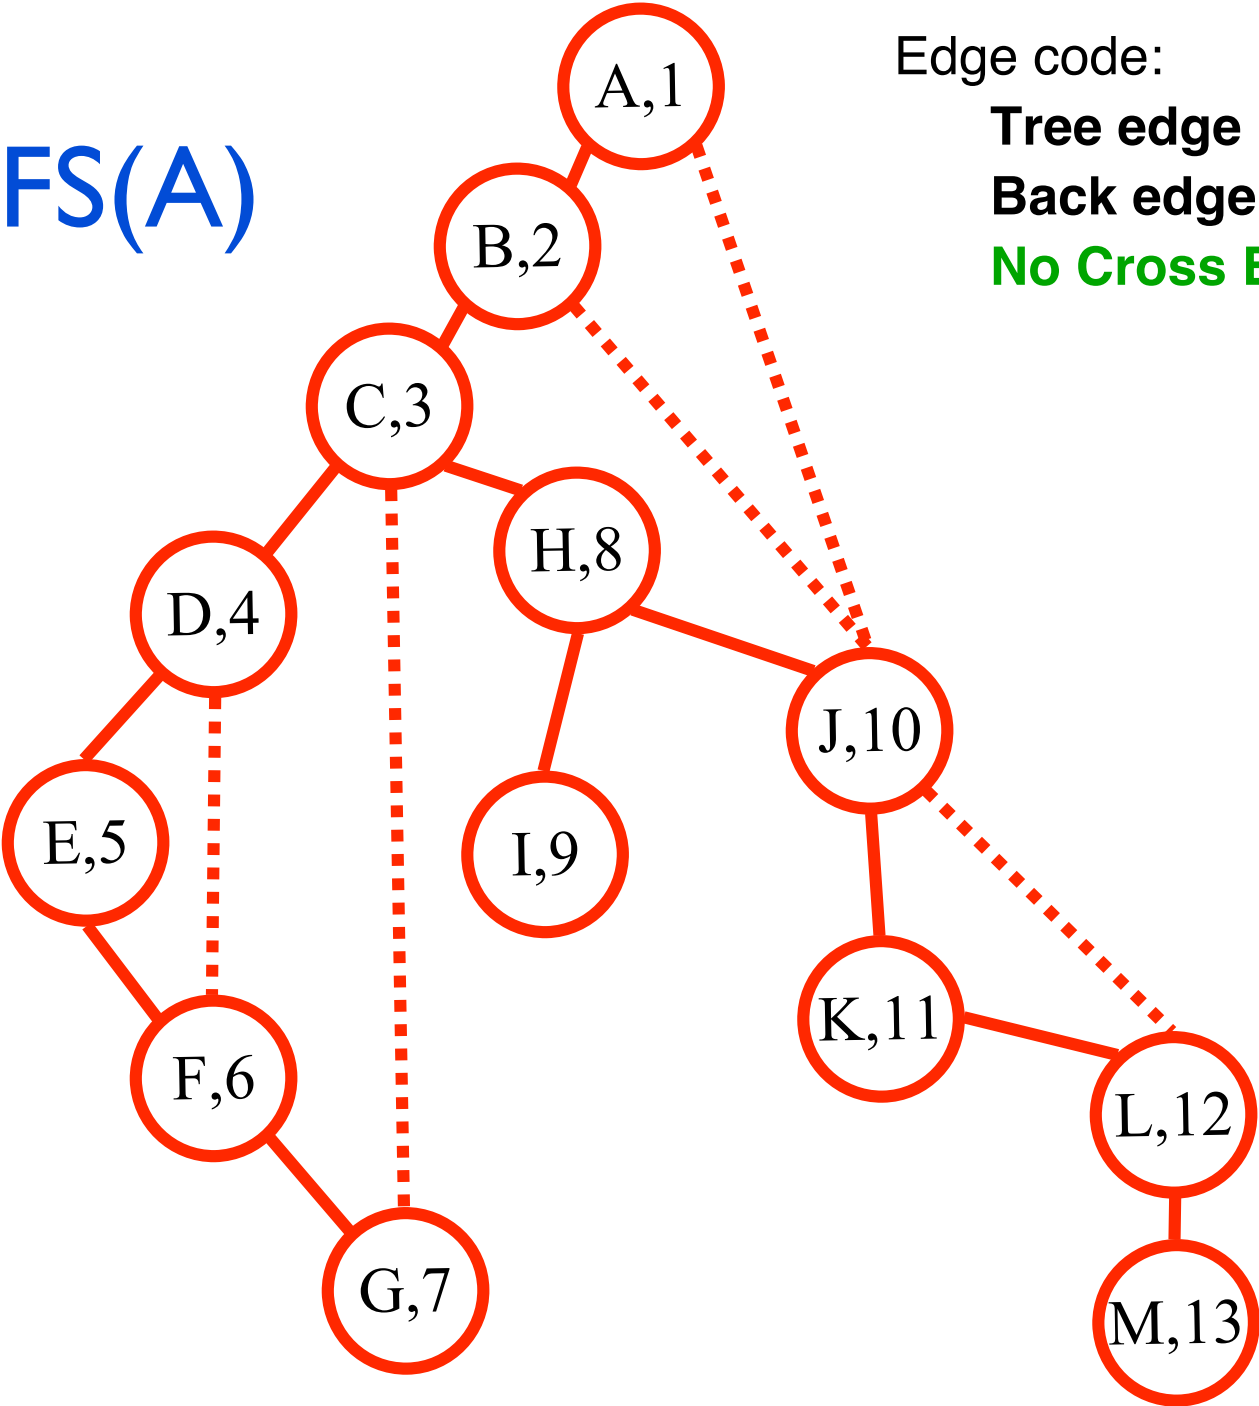 A,1
Edge code:
Tree edge
Back edge
No Cross E
FS(A)
B,2
C,3
H,8
D,4
J,10
E,5
I,9
K,11
F,6
L,12
G,7
M,13